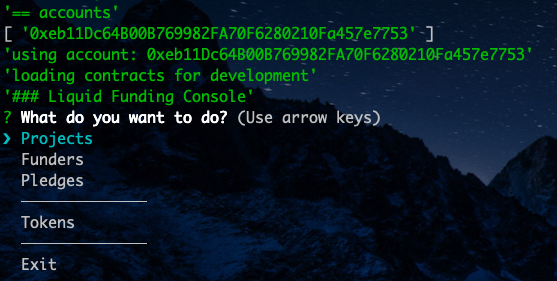 '== accounts'
[ '0xeb11Dc64B00B769982FA70F6280210Fa457e7753' ]
'using account: 0xeb11Dc64B00B769982FA70F6280210Fa457e7753'
'loading contracts for development'
'### Liquid Funding Console'
? What do you want to do? (Use arrow keys)
❯ Projects
Funders
Pledges
Tokens
Exit